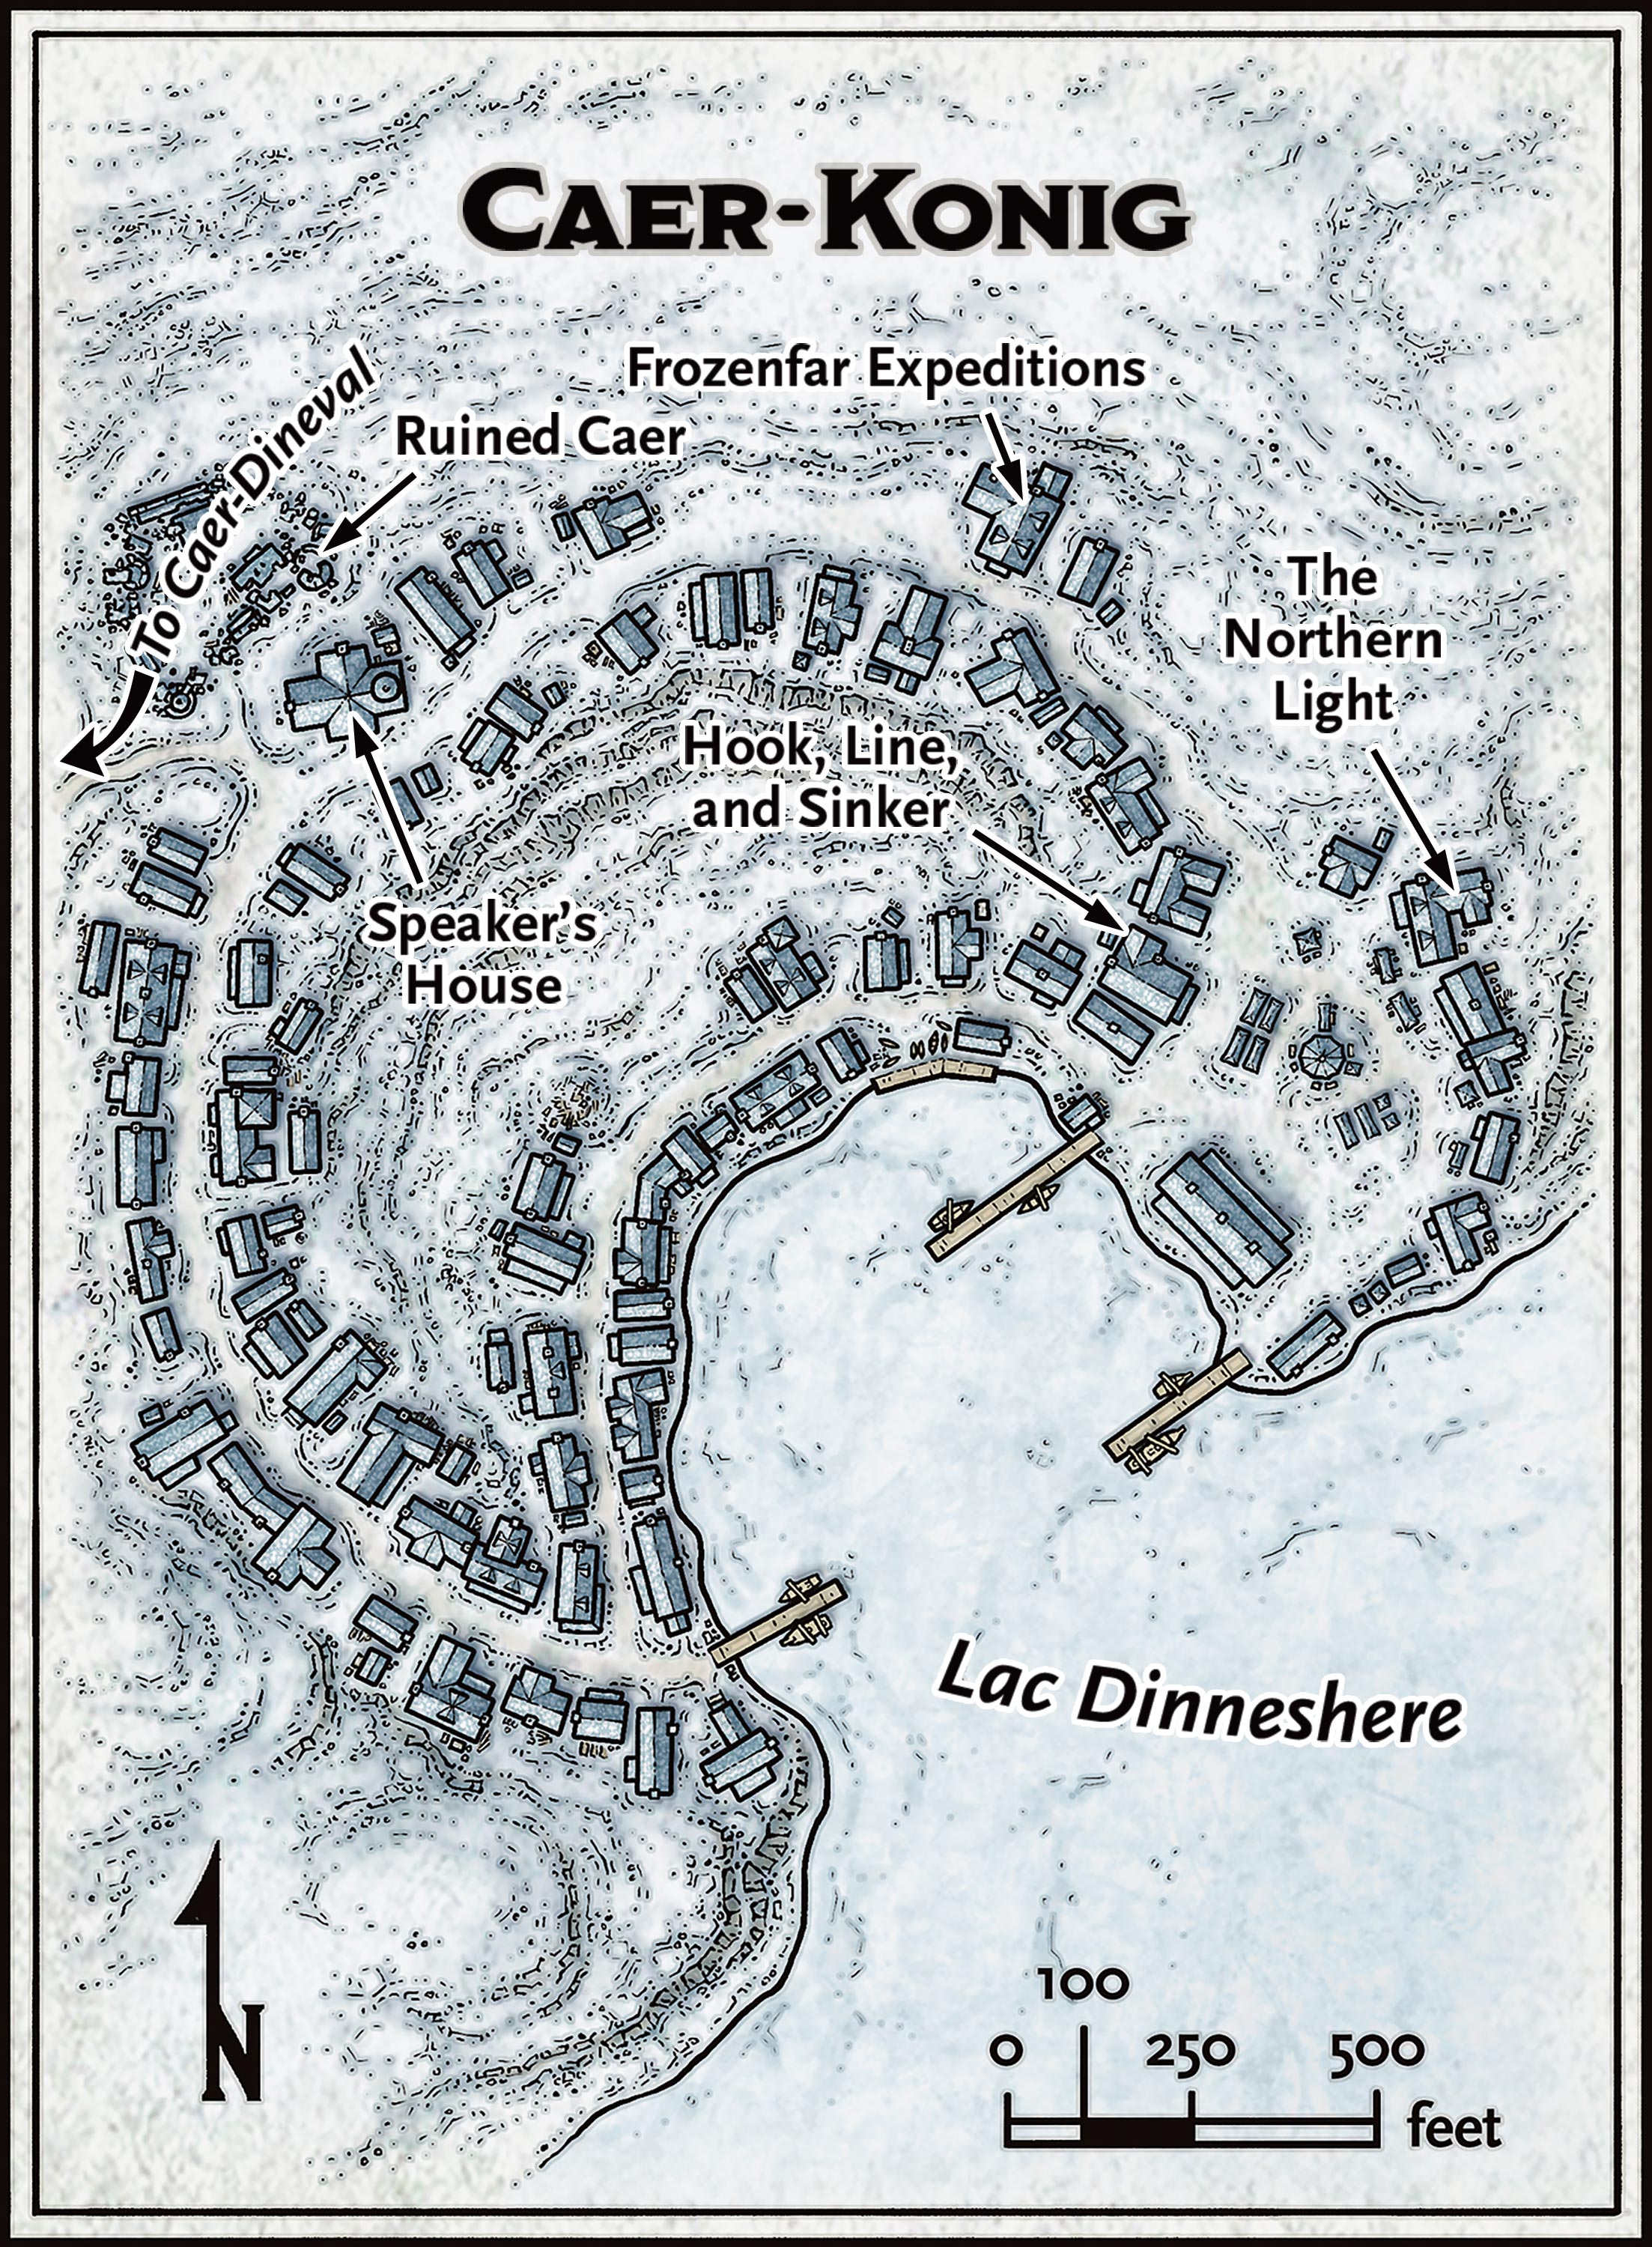 CAER-KONIG
Frozenfar Expeditions
To Caer-Dineval
Ruined Caer
The
Northern
Light
Hook, Line,
and Sinker
Speaker's
House
Lac Dinneshere
N
100
0 250 500
feet